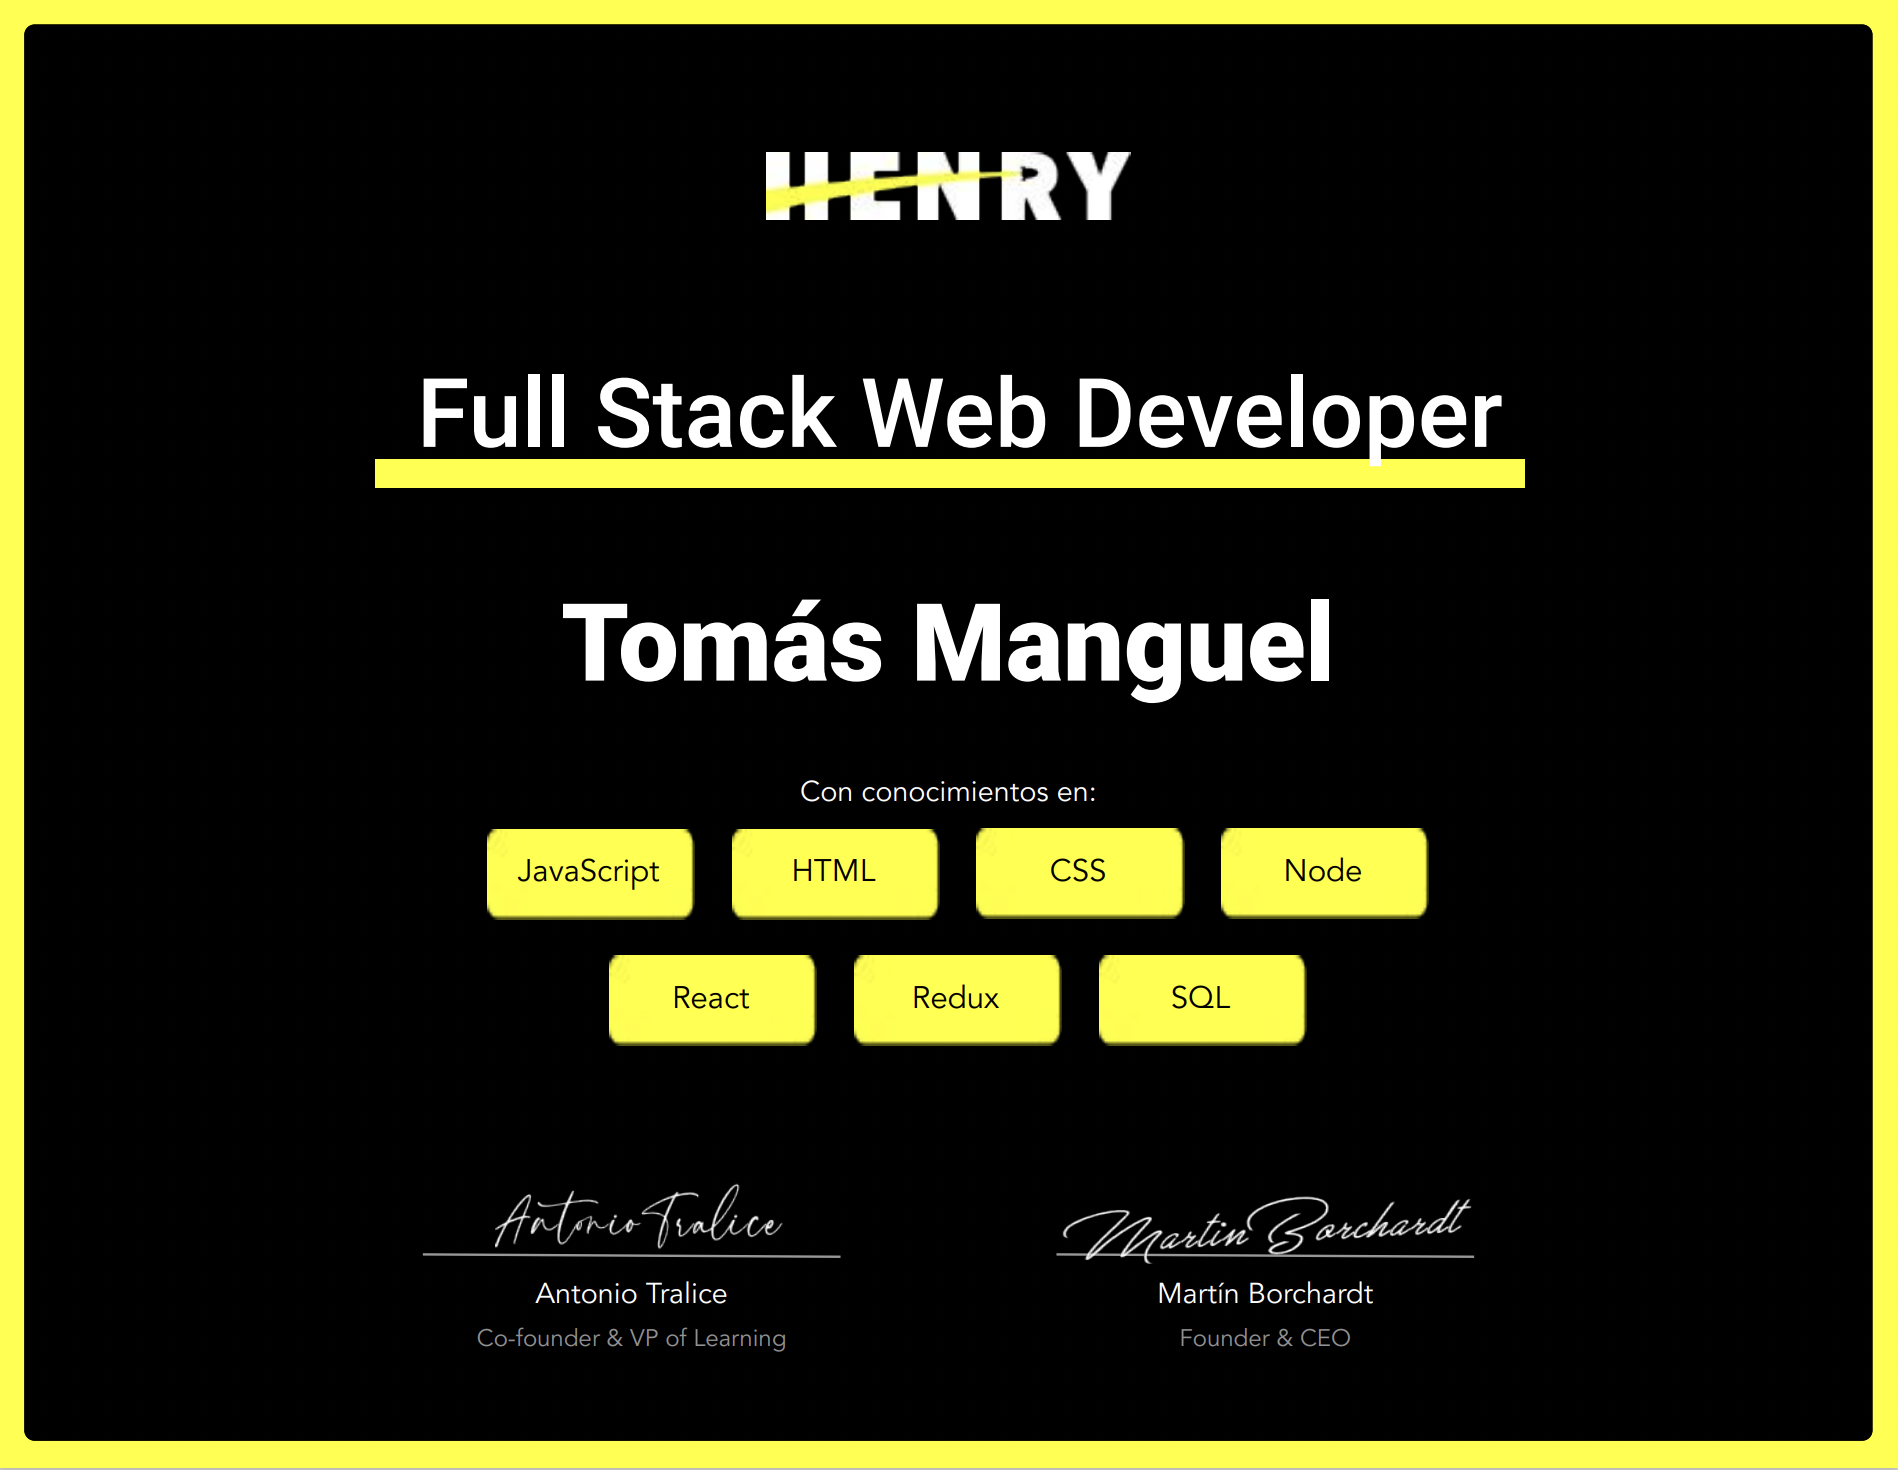 HENRY
Full Stack Web Developer
Tomás Manguel
Con conocimientos en:
JavaScript HTML CSS Node
React Redux SQL
Antonio Tralice Martin Borchardt
Antonio Tralice Martín Borchardt
Co-founder & VP of Learning Founder & CEO